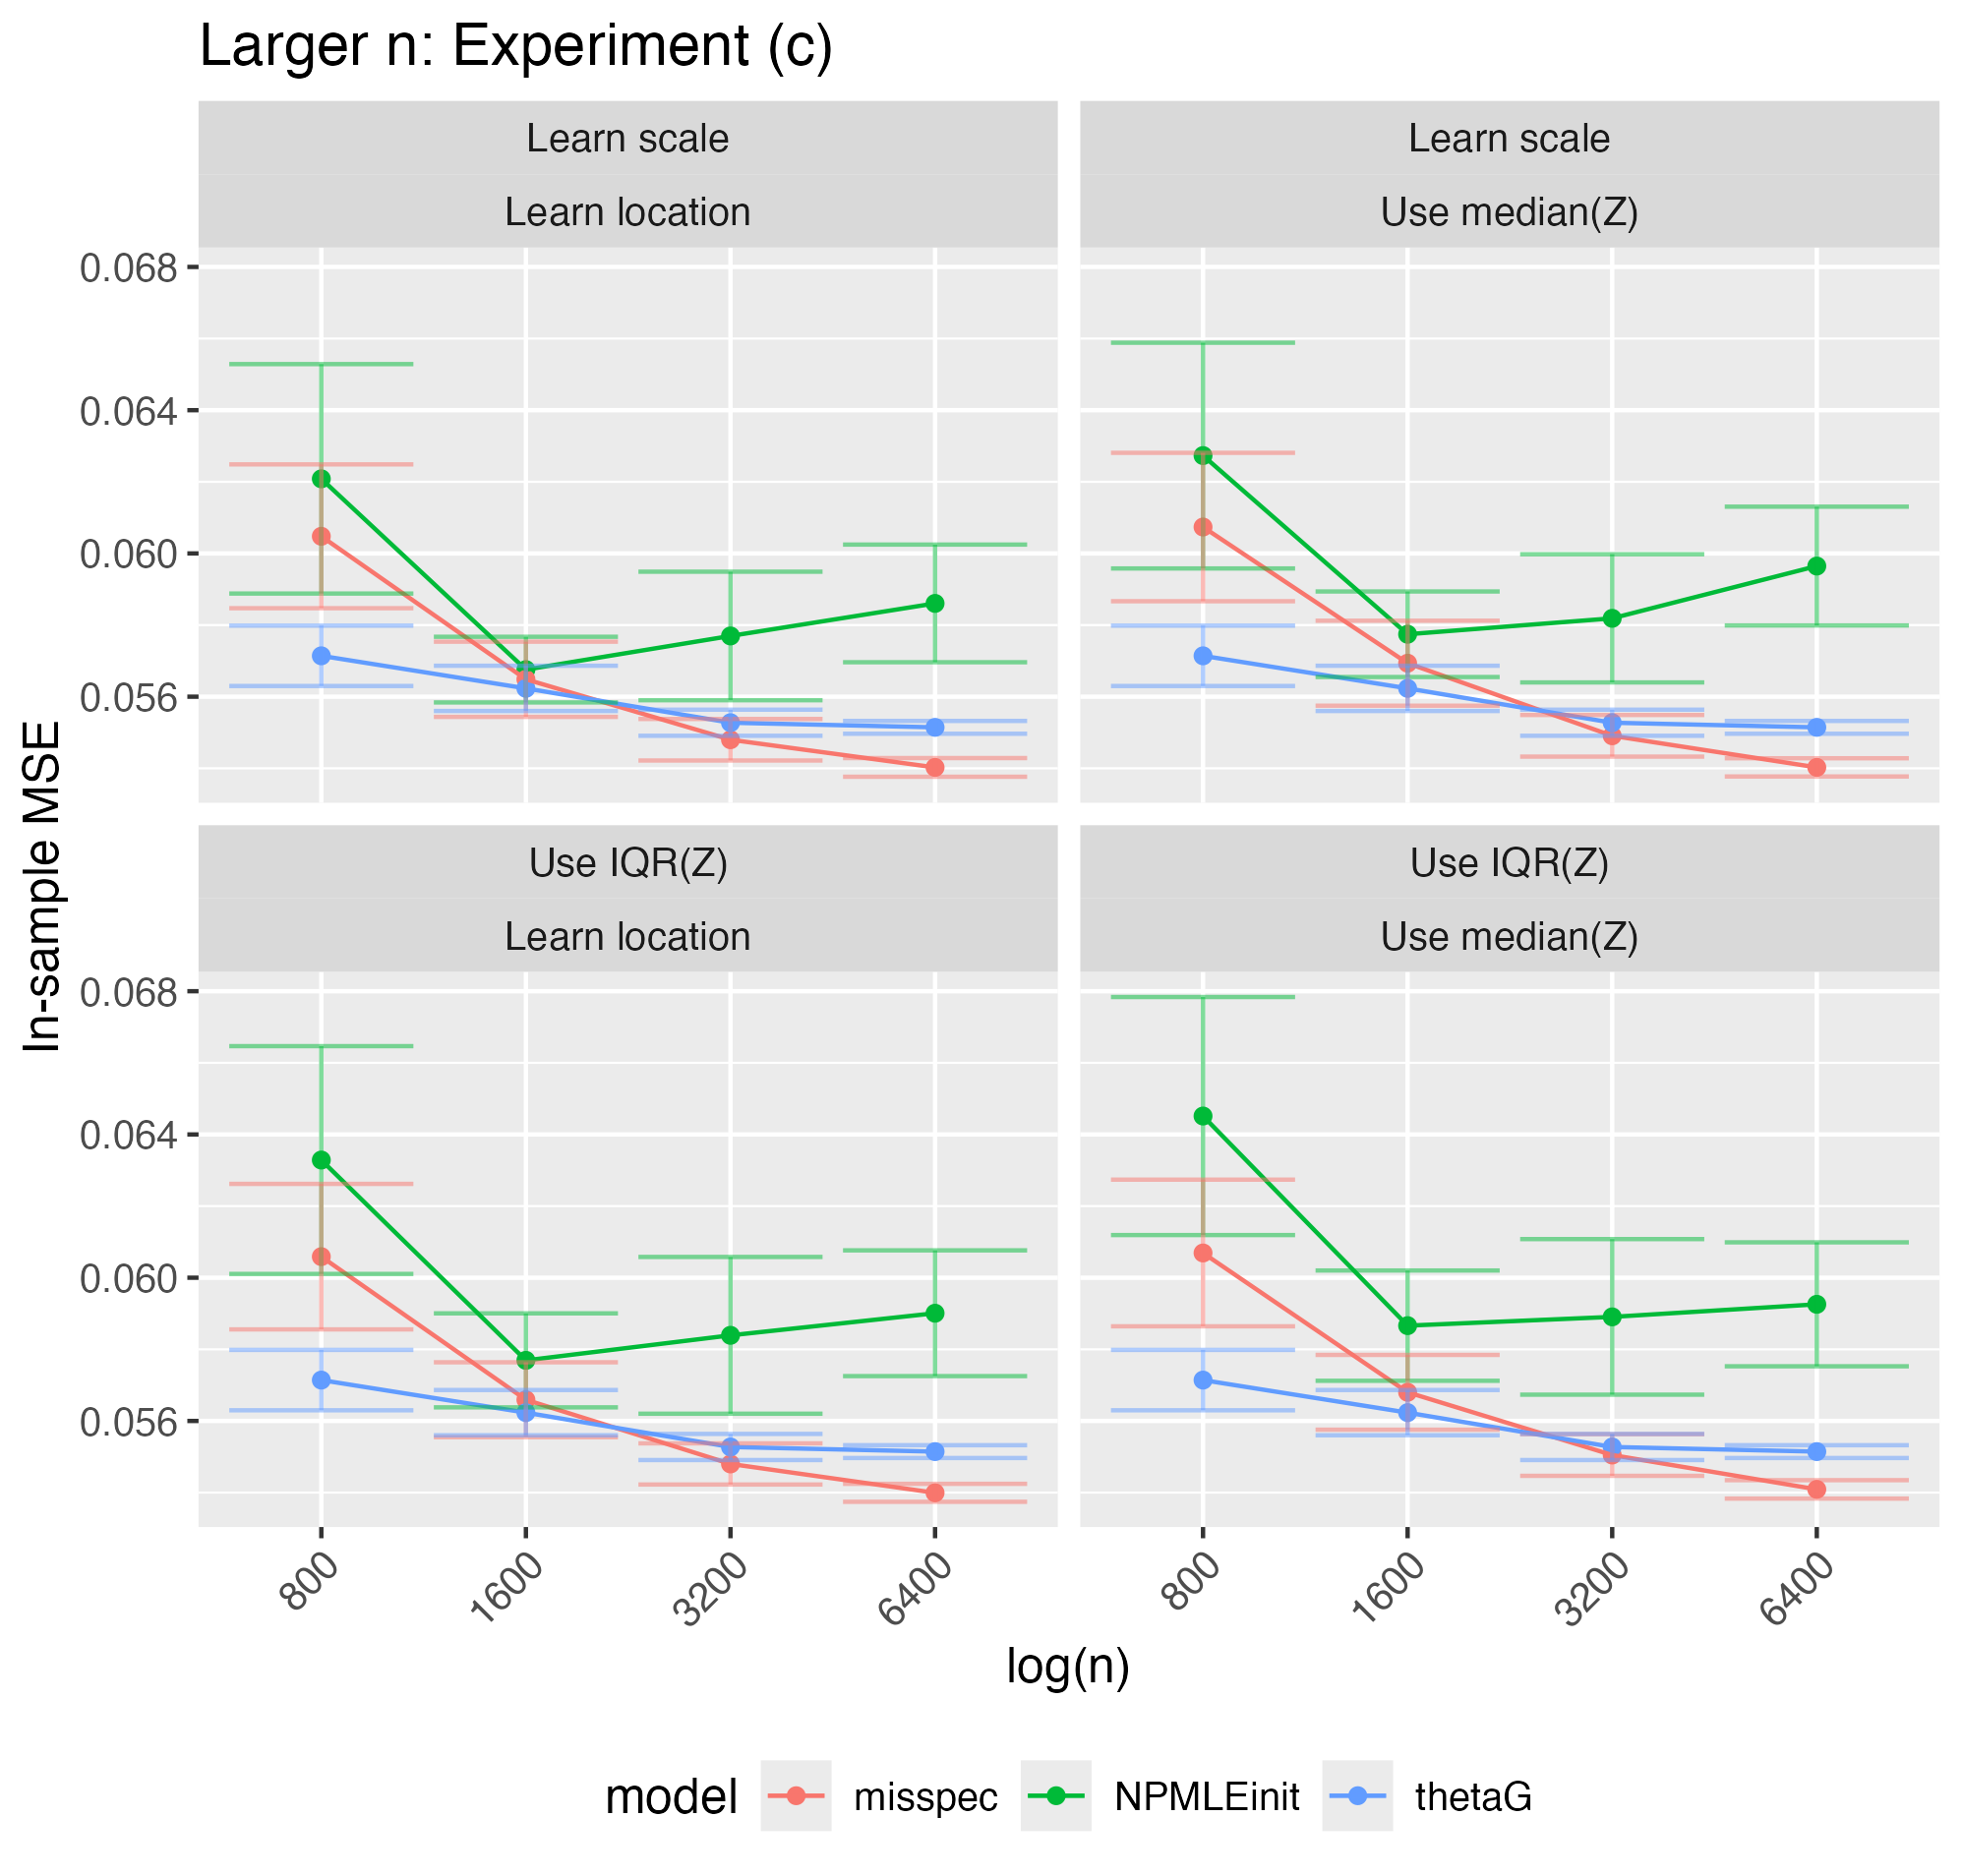 Larger n: Experiment (c)
Learn scale
Learn location
Learn scale
Use median(Z)
0.068
0.064
0.060
0.056
In-sample MSE
Use IQR(Z)
Learn location
Use IQR(Z)
Use median(Z)
0.068
0.064
0.060
0.056
800 1600 3200 6400 800 1600 3200 6400
log(n)
model misspec NPMLEinit thetaG